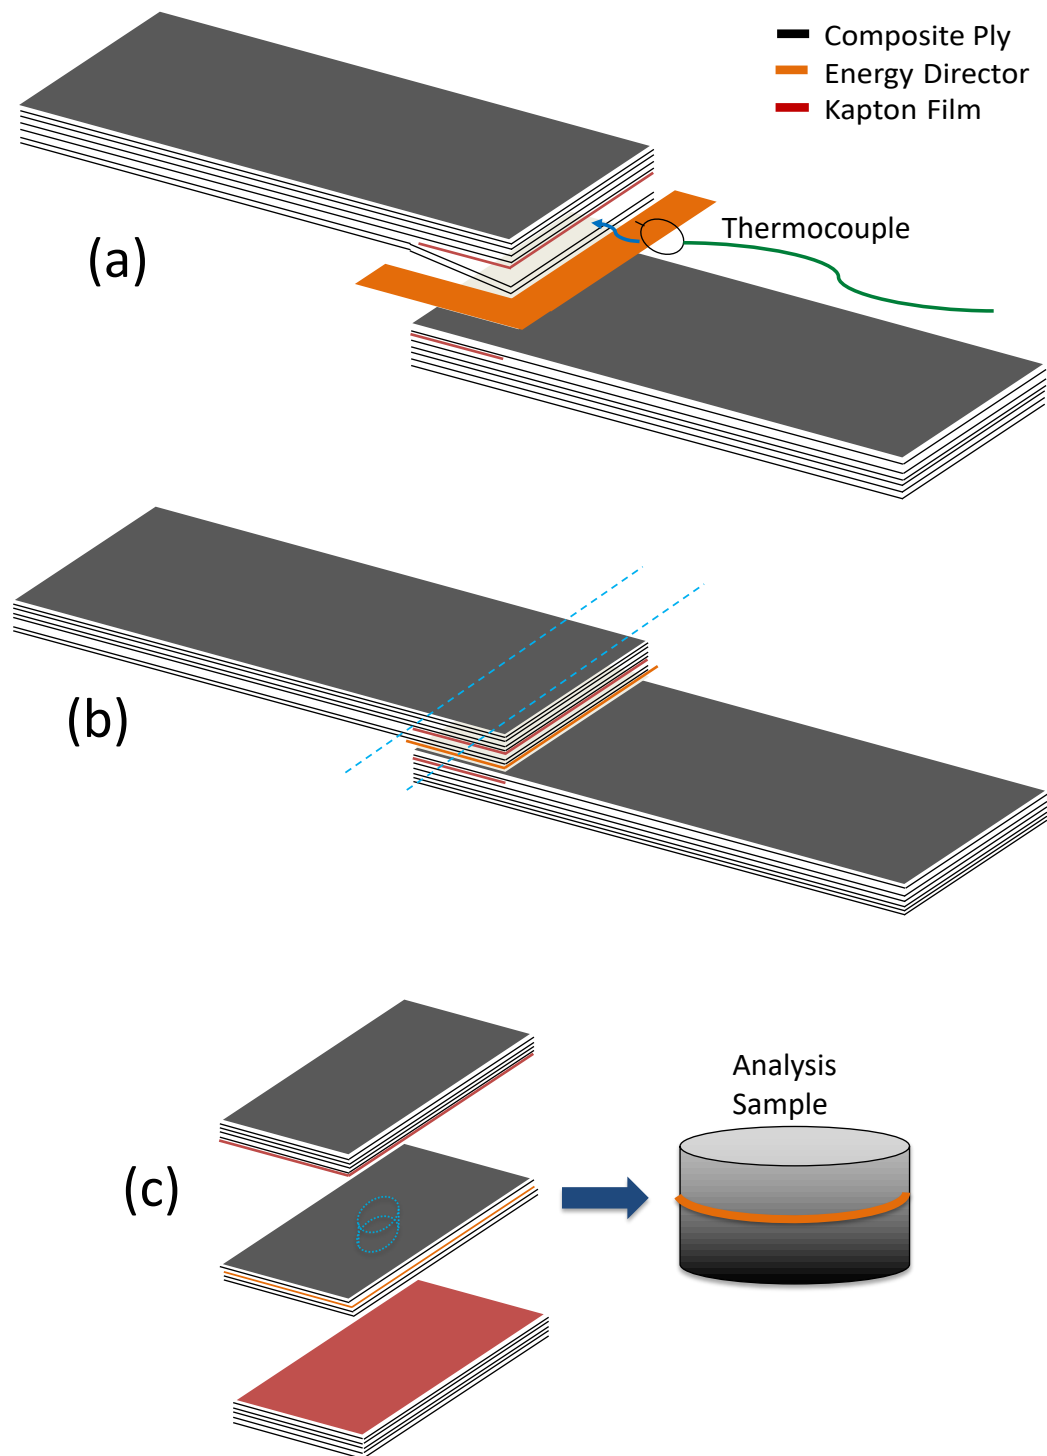 Composite Ply
Energy Director
Kapton Film
Thermocouple
(a)
(b)
Analysis
Sample
(c)